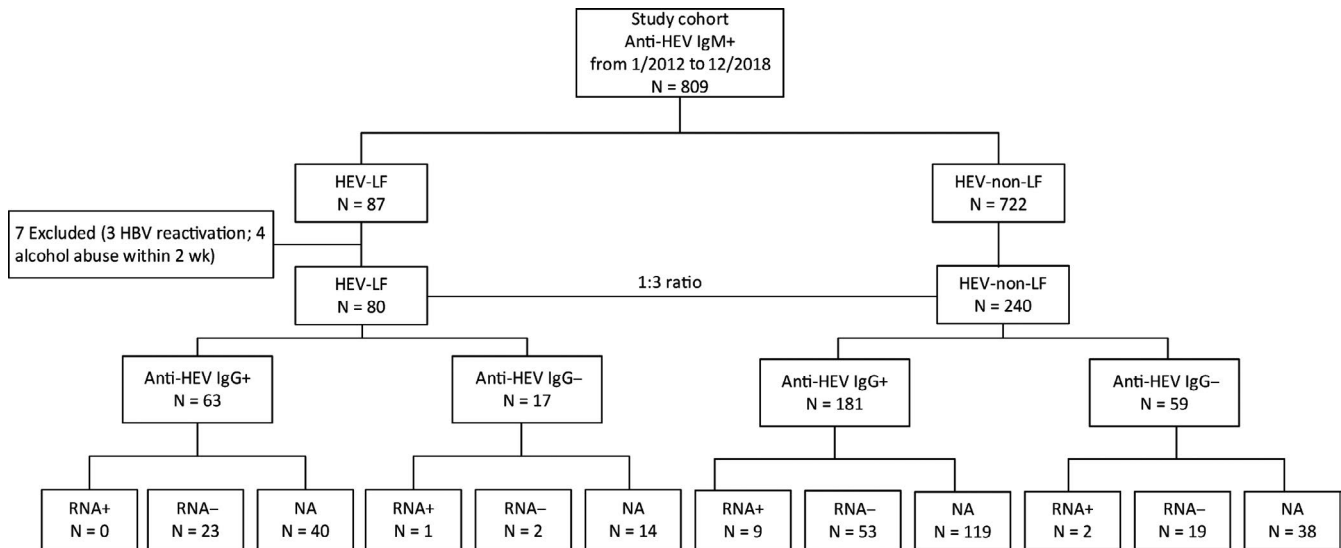 Study cohort
Anti-HEV IgM+
from 1/2012 to 12/2018
N = 809
HEV-LF
N = 87
HEV-non-LF
N = 722
7 Excluded (3 HBV reactivation; 4
alcohol abuse within 2 wk)
HEV-LF
N = 80
1:3 ratio
HEV-non-LF
N = 240
Anti-HEV IgG+
N = 63
Anti-HEV IgG–
N = 17
Anti-HEV IgG+
N = 181
Anti-HEV IgG–
N = 59
RNA+
N = 0
RNA–
N = 23
NA
N = 40
RNA+
N = 1
RNA–
N = 2
NA
N = 14
RNA+
N = 9
RNA–
N = 53
NA
N = 119
RNA+
N = 2
RNA–
N = 19
NA
N = 38